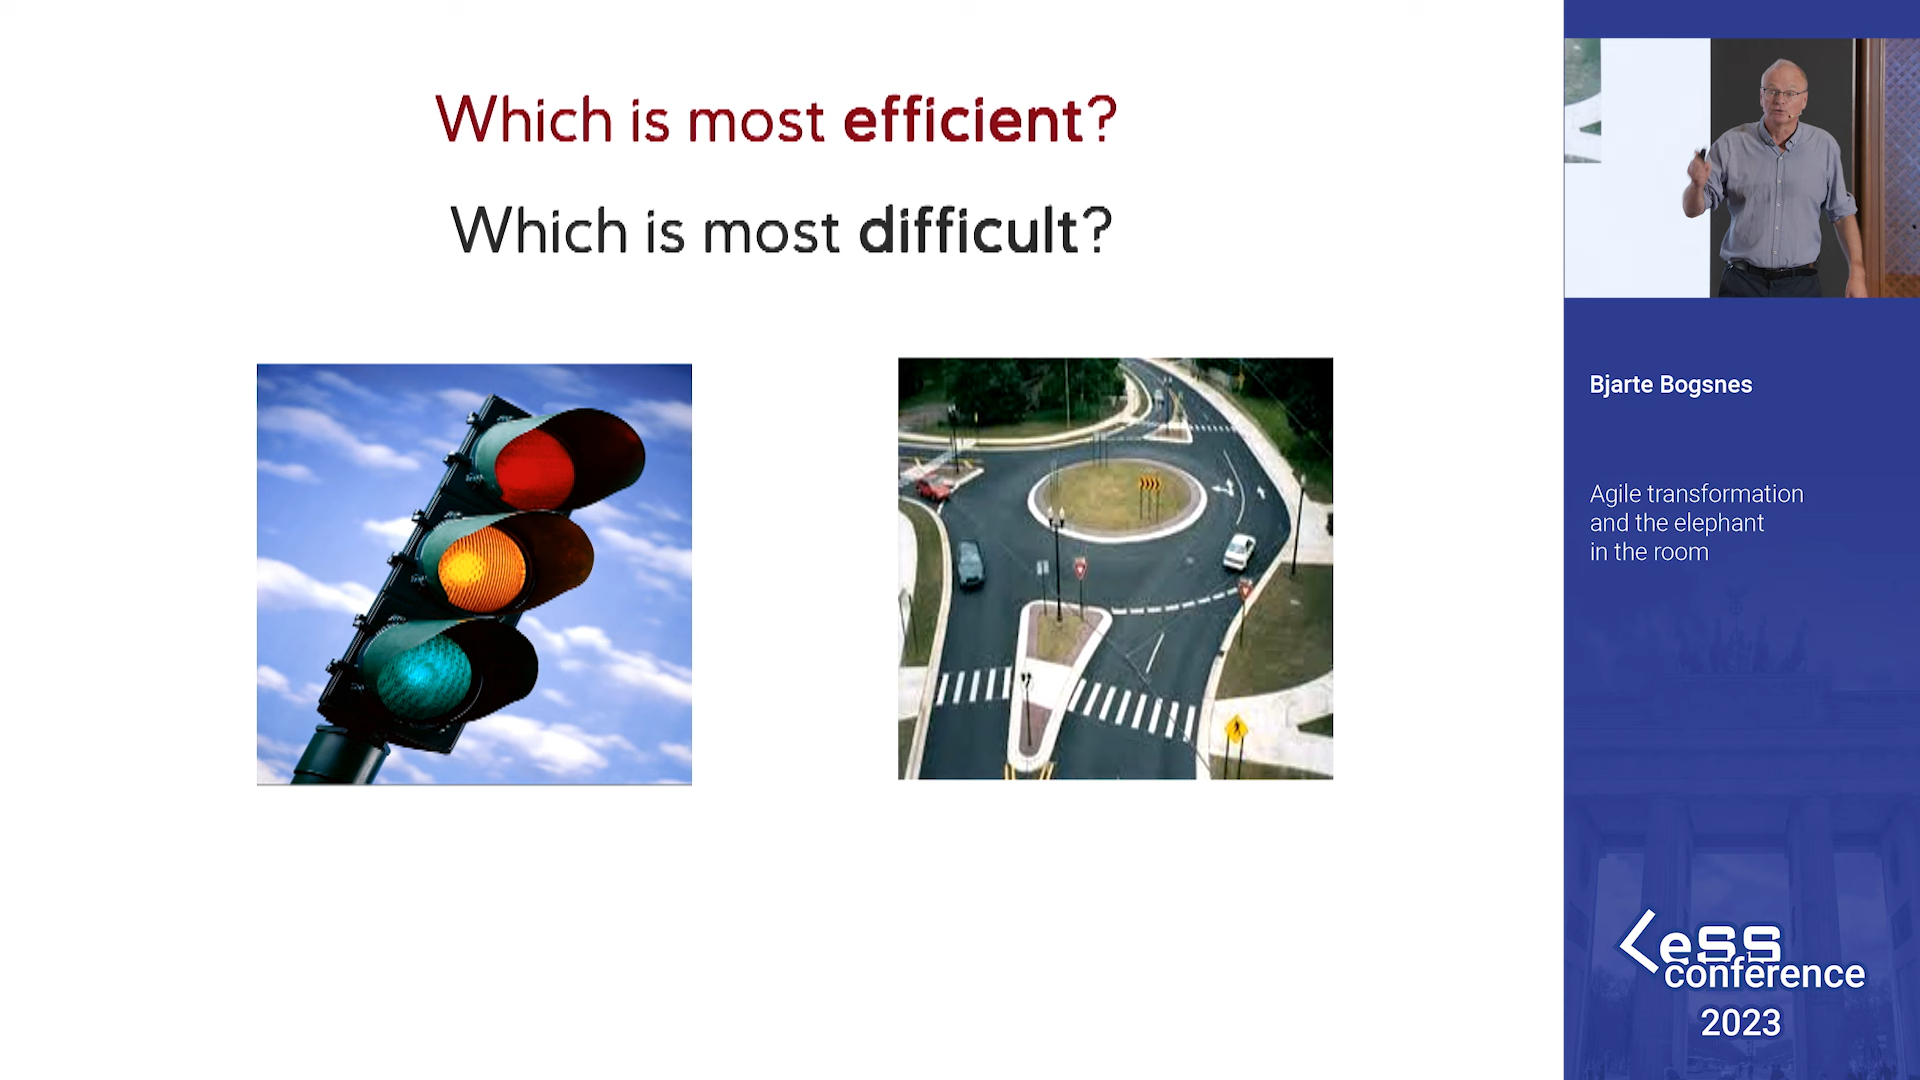 Which is most efficient?
Which is most difficult?
Bjarte Bogsnes
Agile transformation
and the elephant
in the room
LeSS
conference
2023